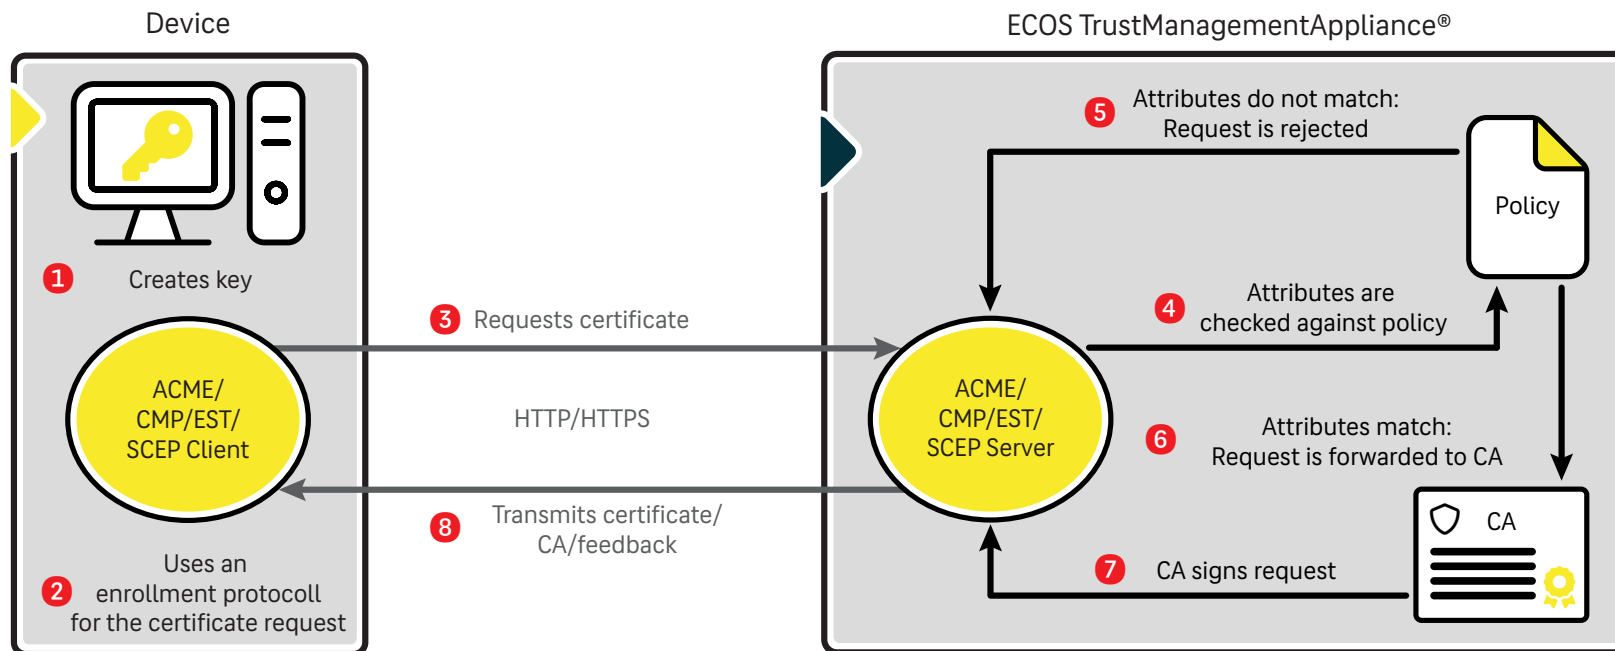 Device
ECOS TrustManagementAppliance®
1 Creates key
ACME/
CMP/EST/
SCEP Client
2 Uses an
enrollment protocoll
for the certificate request
3 Requests certificate
HTTP/HTTPS
8 Transmits certificate/
CA/feedback
5 Attributes do not match:
Request is rejected
Policy
4 Attributes are
checked against policy
ACME/
CMP/EST/
SCEP Server
6 Attributes match:
Request is forwarded to CA
CA
7 CA signs request